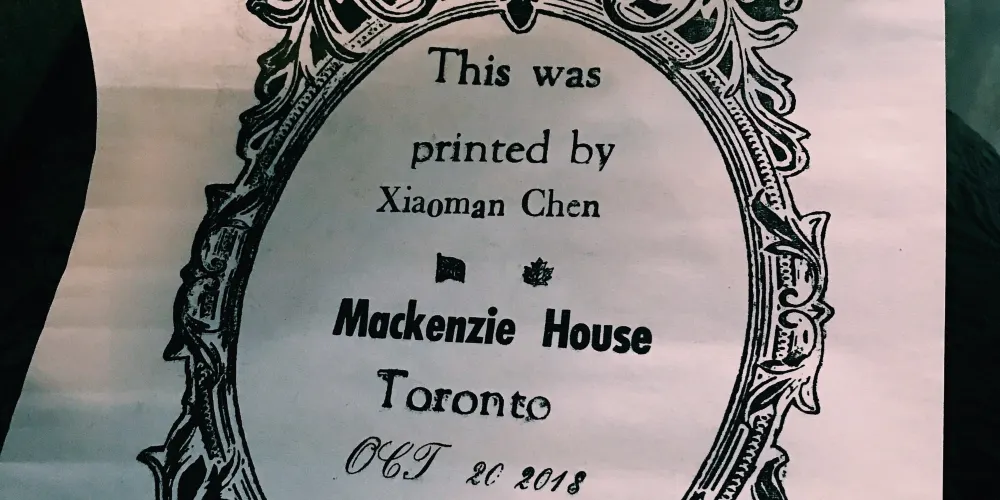 This was
printed by
Xiaoman Chen
Mackenzie House
Toronto
OCT 20 2018